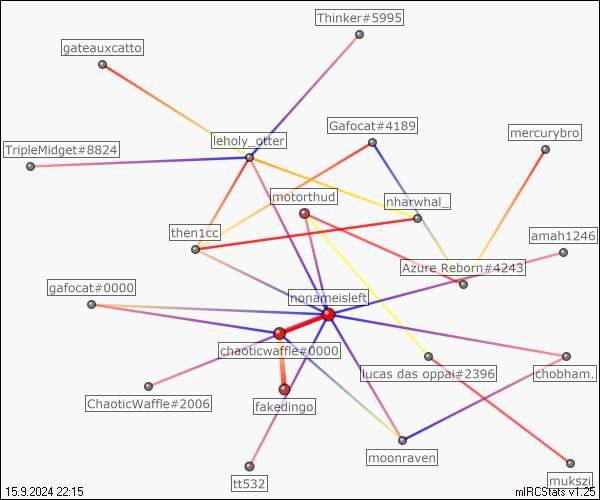 Thinker#5995
gateauxcatto
Gafocat#4189
mercurybro
leholy_otter
TripleMidget#8824
motorthud
nharwhal_
then1cc
amah1246
Azure_Reborn#4243
gafocat#0000
nonameisleft
chaoticwaffle#0000
lucas das oppai#2396
chobham.
ChaoticWaffle#2006
fakedingo
moonraven
tt532
mukszi
15.9.2024 22:15
mIRCStats v1.25